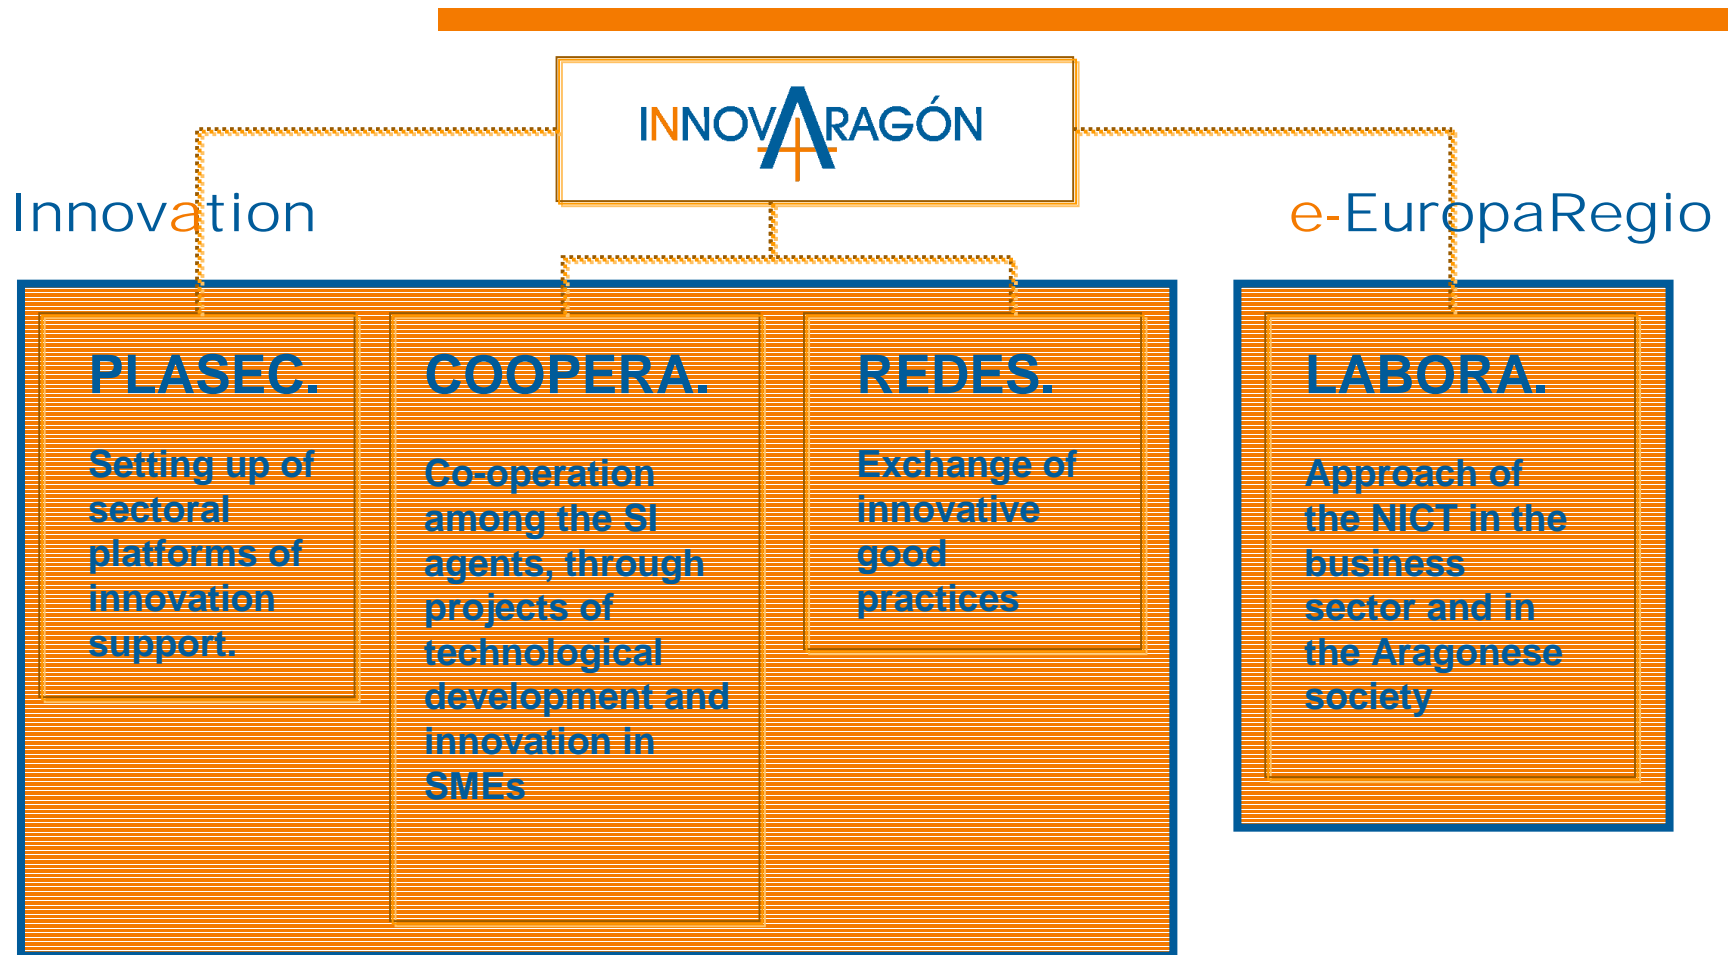 INNOVARAGÓN
Innovation
e-EuropaRegio
PLASEC.
Setting up of
sectoral
platforms of
innovation
support.
COOPERA.
Co-operation
among the SI
agents, through
projects of
technological
development and
innovation in
SMEs
REDES.
Exchange of
innovative
good
practices
LABORA.
Approach of
the NICT in the
business
sector and in
the Aragonese
society